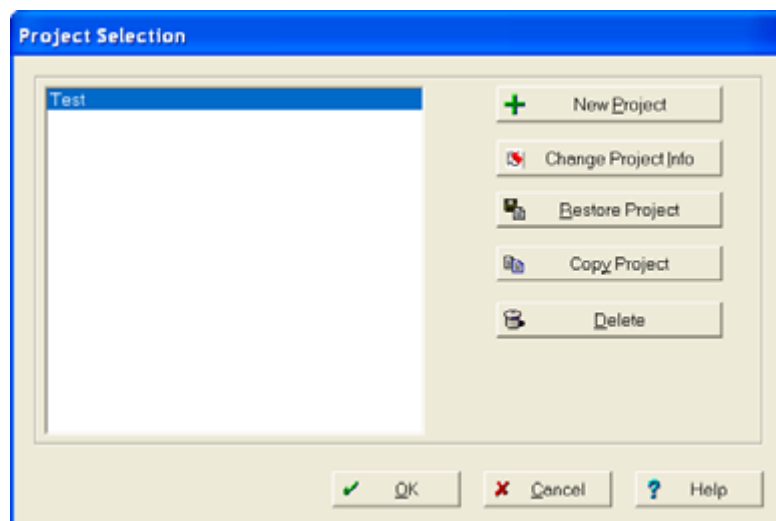 Project Selection
Test
New Project
Change Project Info
Restore Project
Copy Project
Delete
OK
Cancel
Help